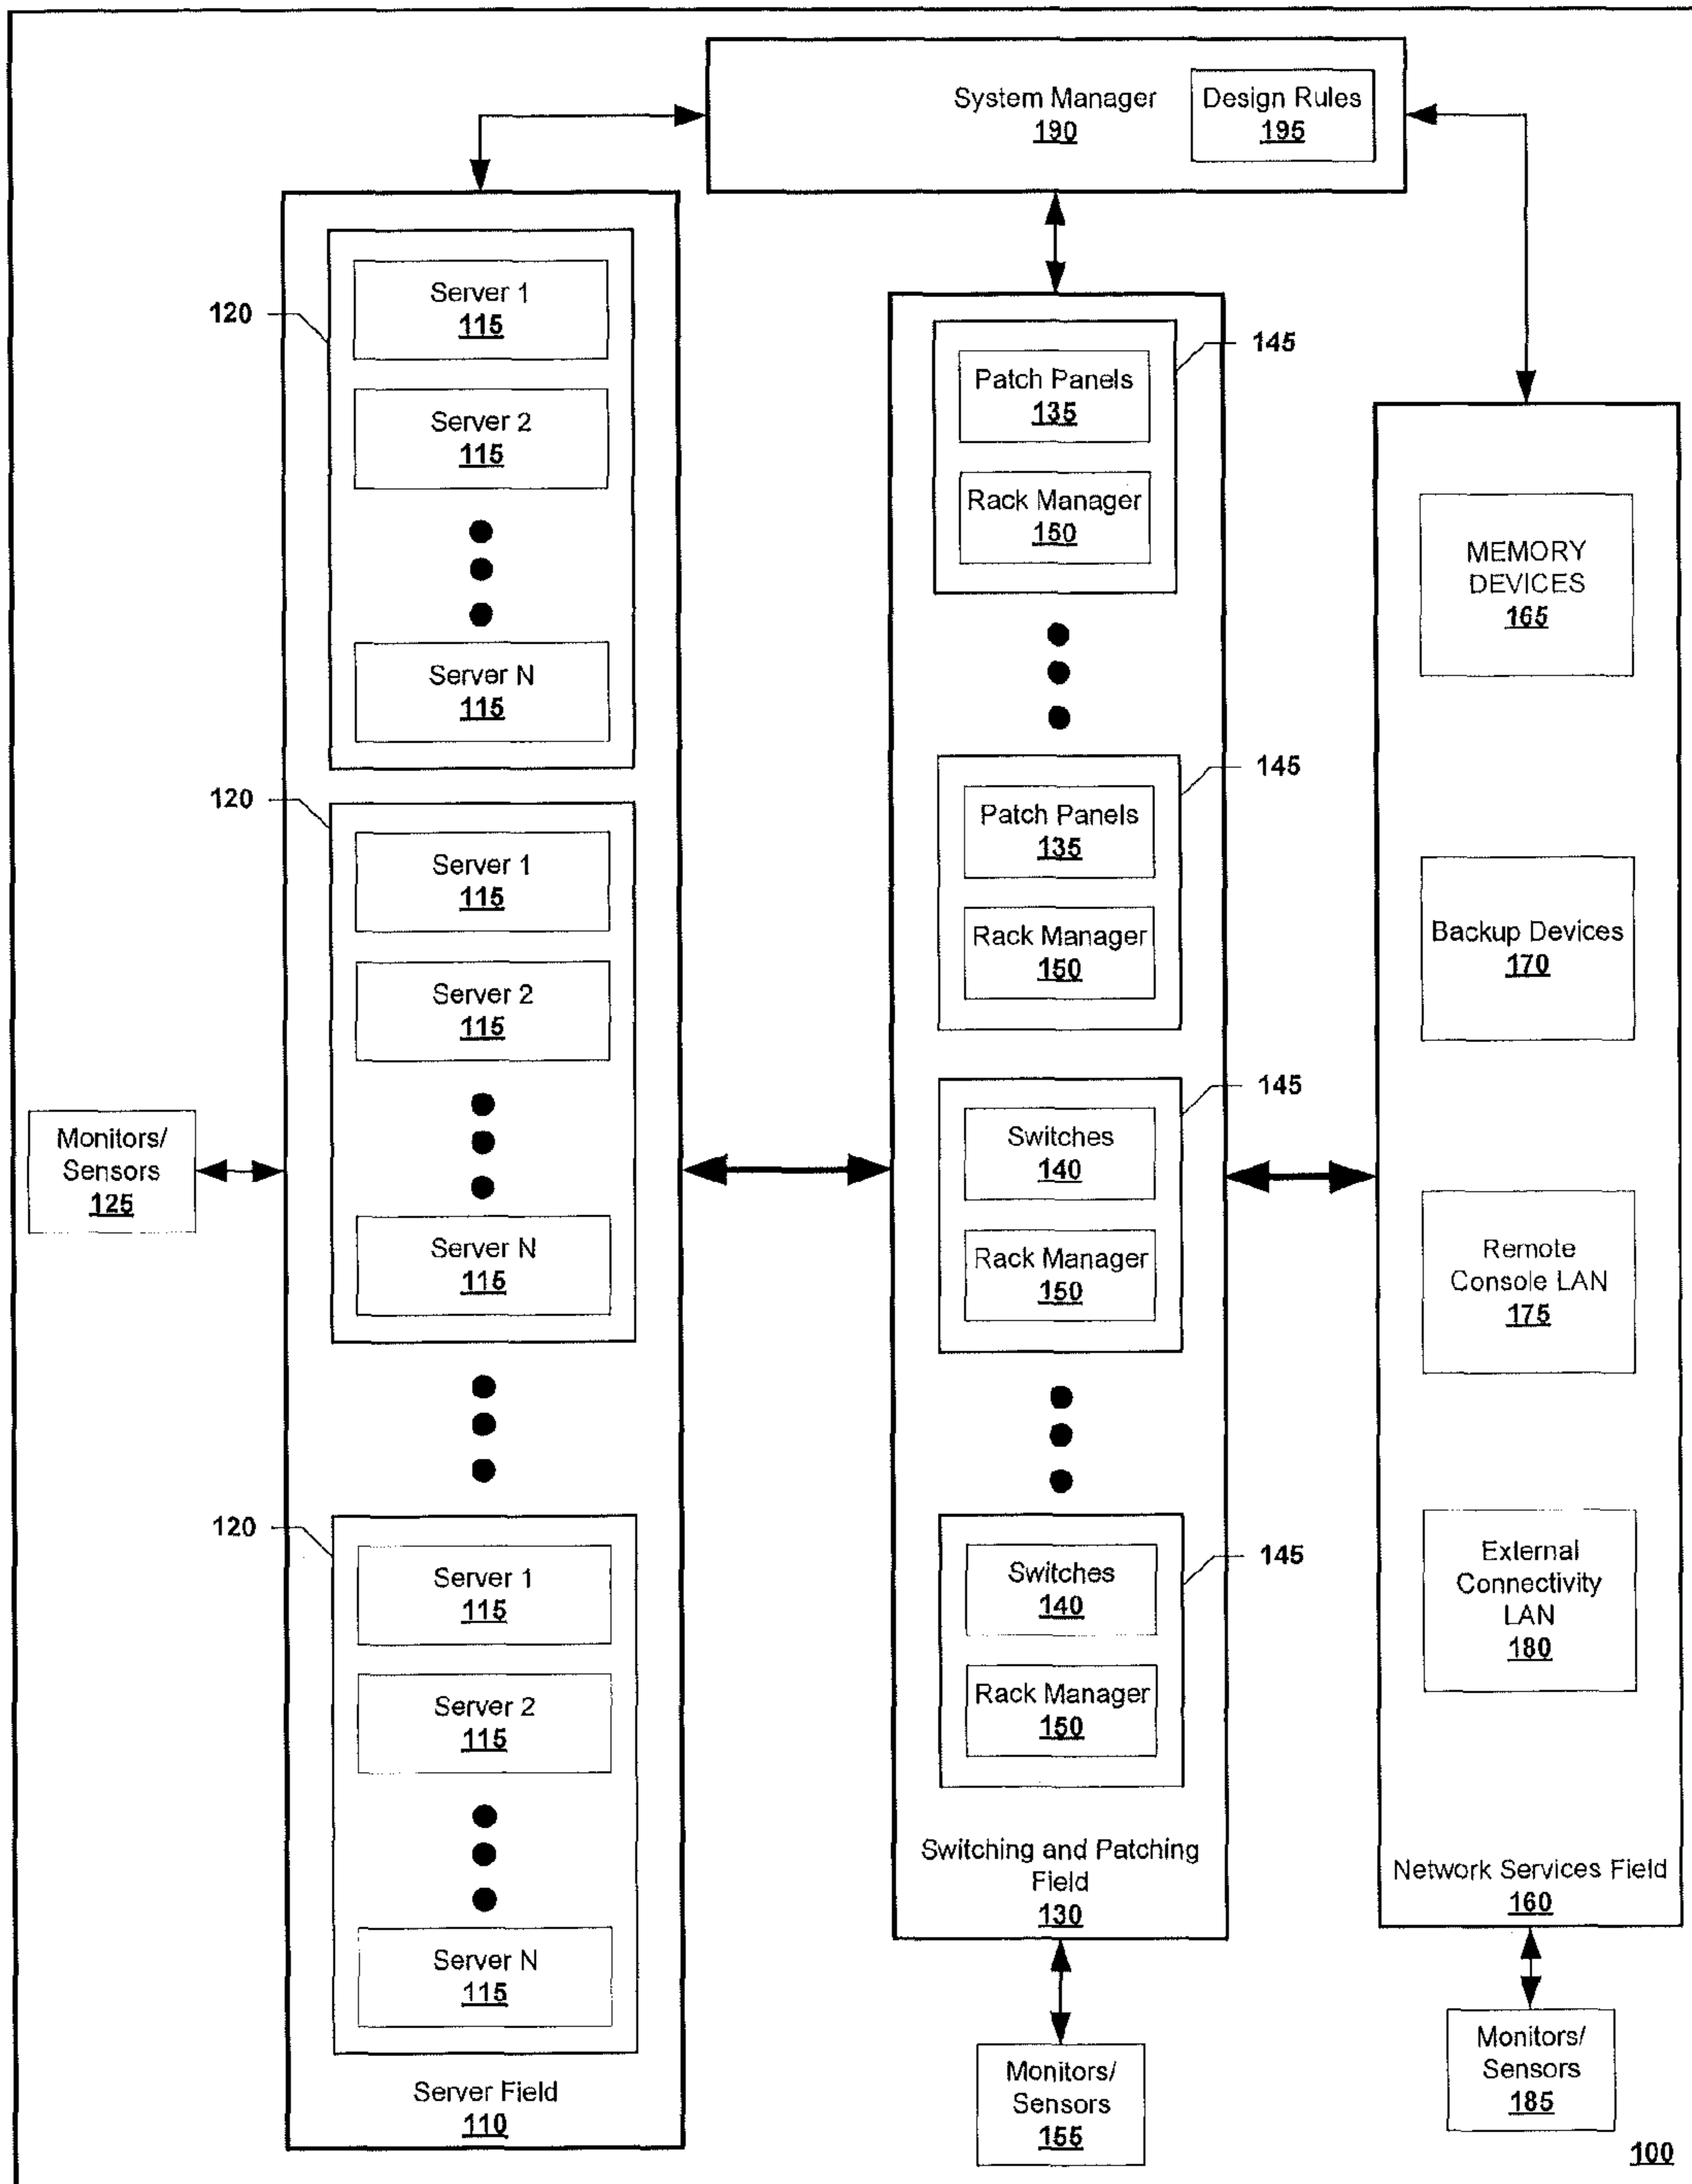 System Manager
190
Design Rules
195
120
Server 1
115
Server 2
115
Server N
115
120
Server 1
115
Server 2
115
Server N
115
120
Server 1
115
Server 2
115
Server N
115
Server Field
110
Monitors/
Sensors
125
145
Patch Panels
135
Rack Manager
150
145
Patch Panels
135
Rack Manager
150
145
Switches
140
Rack Manager
150
145
Switches
140
Rack Manager
150
Switching and Patching
Field
130
Monitors/
Sensors
155
MEMORY
DEVICES
165
Backup Devices
170
Remote
Console LAN
175
External
Connectivity
LAN
180
Network Services Field
160
Monitors/
Sensors
185
100